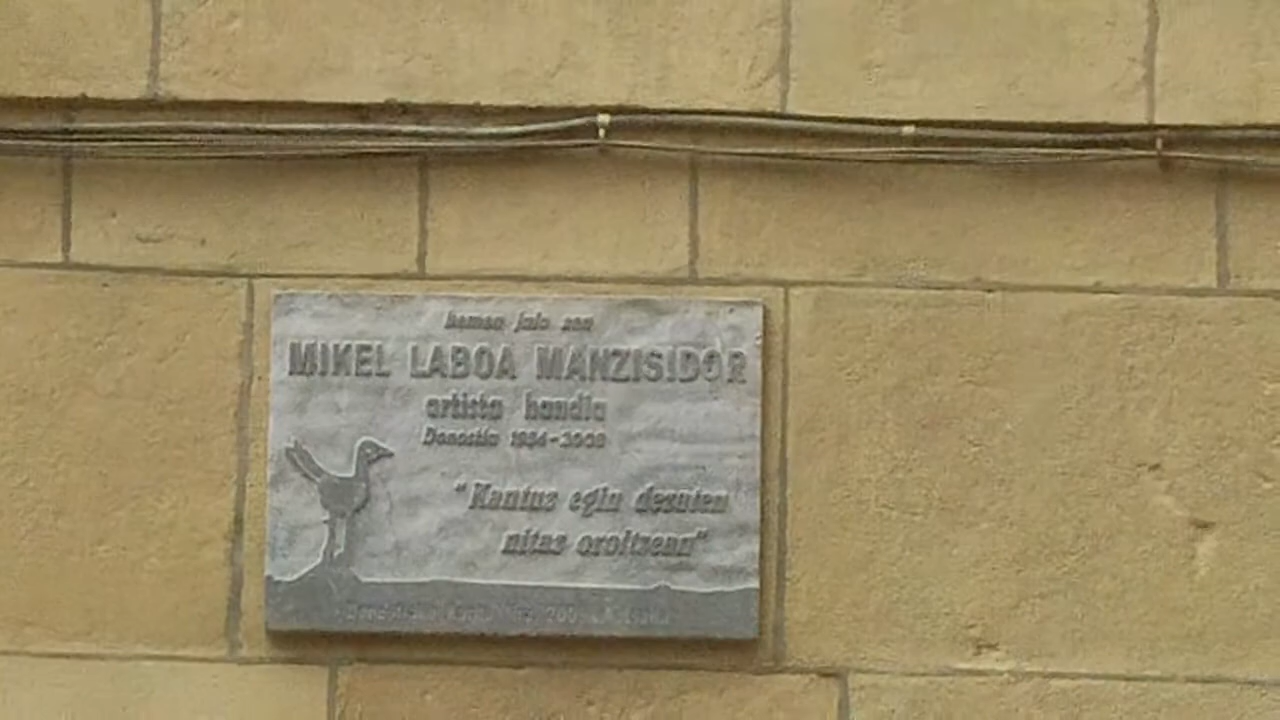 hemen jaio zen
MIKEL LABOA MANZISIDOR
artista handia
Donostia 1934-2008
"Kantuz egin dezuten
nitaz oroitzean"